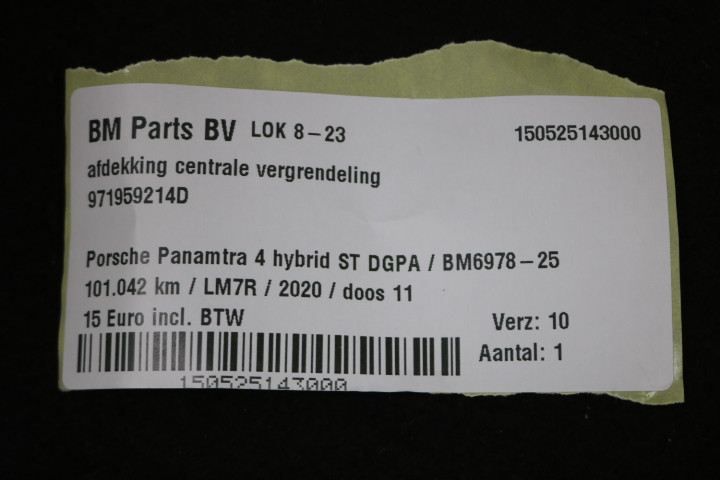 BM Parts BV LOK 8-23 150525143000
afdekking centrale vergrendeling
971959214D
Porsche Panamtra 4 hybrid ST DGPA / BM6978-25
101.042 km / LM7R / 2020 / doos 11
15 Euro incl. BTW Verz: 10
Aantal: 1
150525143000